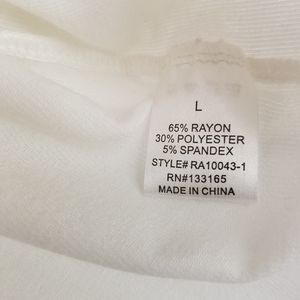 L
65% RAYON
30% POLYESTER
5% SPANDEX
STYLE# RA10043-1
RN#133165
MADE IN CHINA